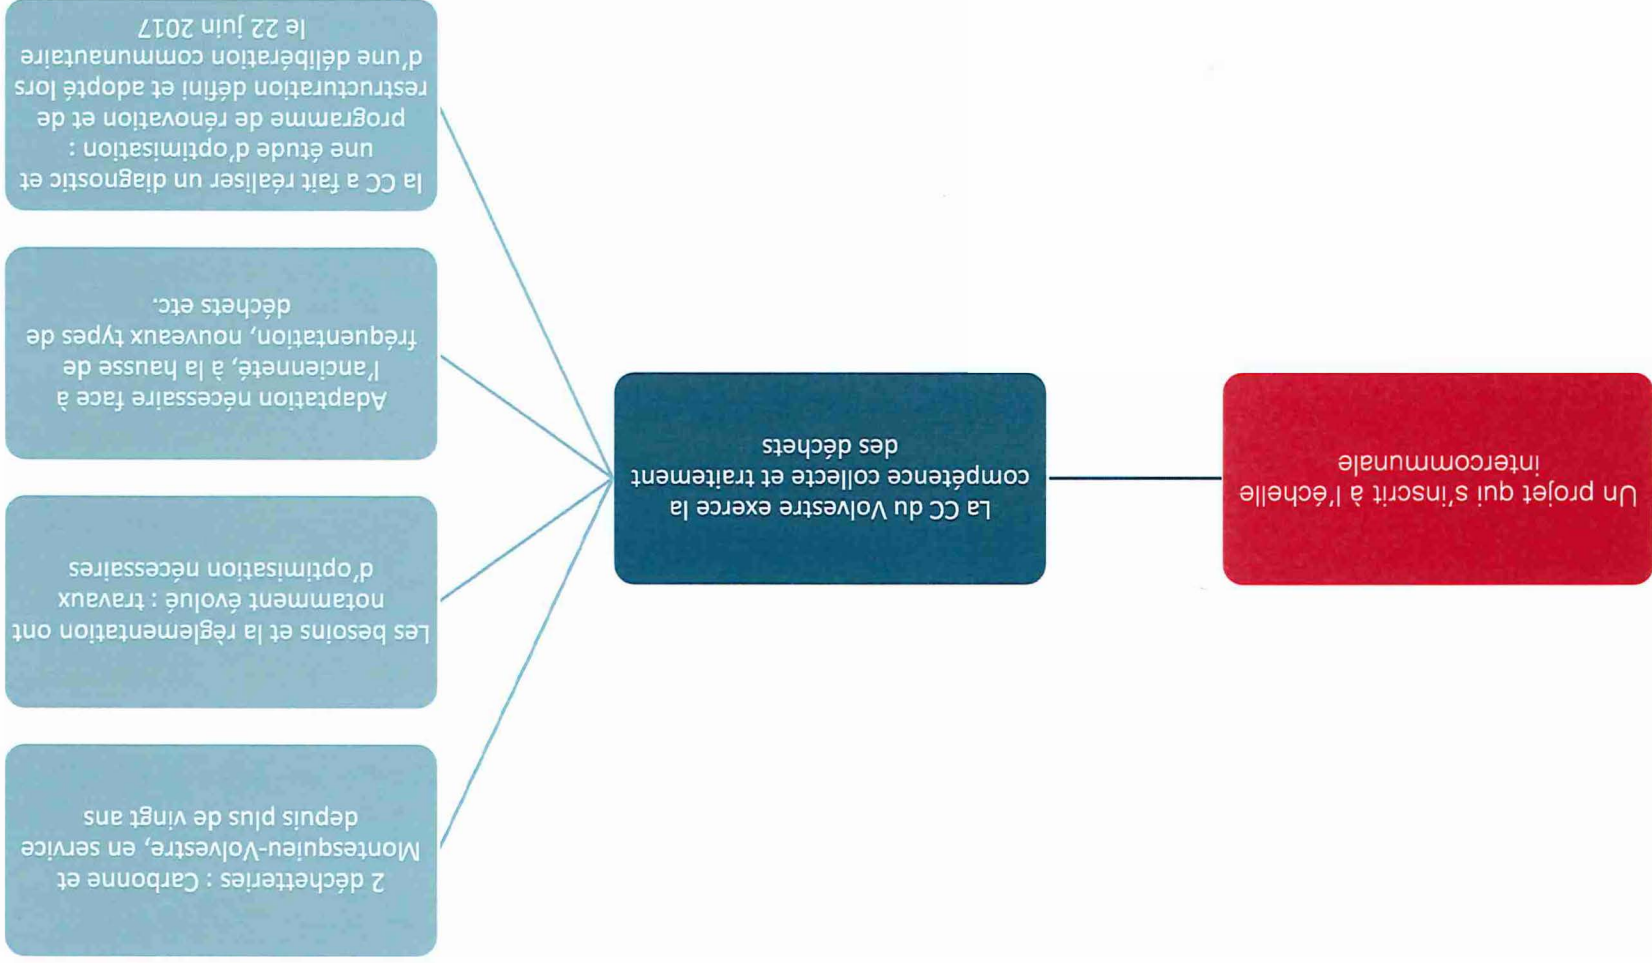 Un projet qui s'inscrit à l'échelle
intercommunale
La CC du Volvestre exerce la
compétence collecte et traitement
des déchets
2 déchetteries : Carbonne et
Montesquieu-Volvestre, en service
depuis plus de vingt ans
Les besoins et la règlementation ont
notamment évolué : travaux
d'optimisation nécessaires
Adaptation nécessaire face à
l'ancienneté, à la hausse de
fréquentation, nouveaux types de
déchets etc.
la CC a fait réaliser un diagnostic et
une étude d'optimisation :
programme de rénovation et de
restructuration défini et adopté lors
d'une délibération communautaire
le 22 juin 2017